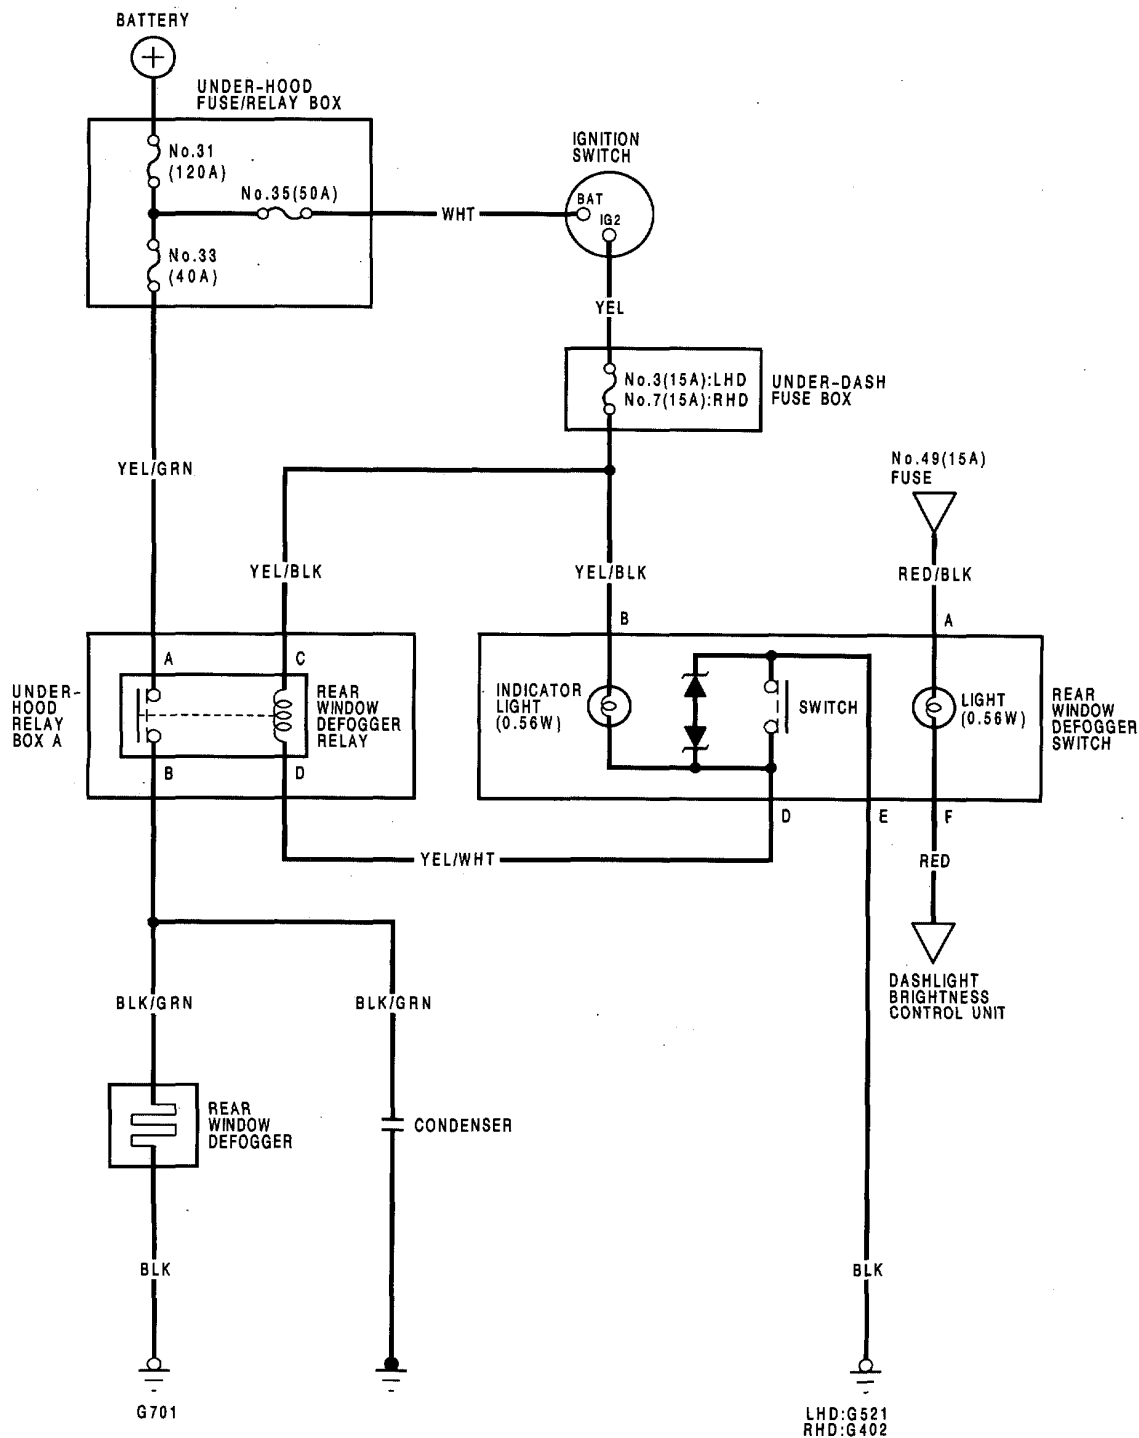 BATTERY
UNDER-HOOD
FUSE/RELAY BOX
No.31
(120A)
No.35(50A)
No.33
(40A)
WHT
IGNITION
SWITCH
BAT
IG2
YEL
No.3(15A):LHD
No.7(15A):RHD
UNDER-DASH
FUSE BOX
YEL/GRN
No.49(15A)
FUSE
YEL/BLK
YEL/BLK
RED/BLK
B
A
A
C
UNDER-
HOOD
RELAY
BOX A
REAR
WINDOW
DEFOGGER
RELAY
B
D
INDICATOR
LIGHT
(0.56W)
SWITCH
LIGHT
(0.56W)
REAR
WINDOW
DEFOGGER
SWITCH
D
E
F
YEL/WHT
RED
DASHLIGHT
BRIGHTNESS
CONTROL UNIT
BLK/GRN
BLK/GRN
REAR
WINDOW
DEFOGGER
CONDENSER
BLK
BLK
G701
LHD:G521
RHD:G402